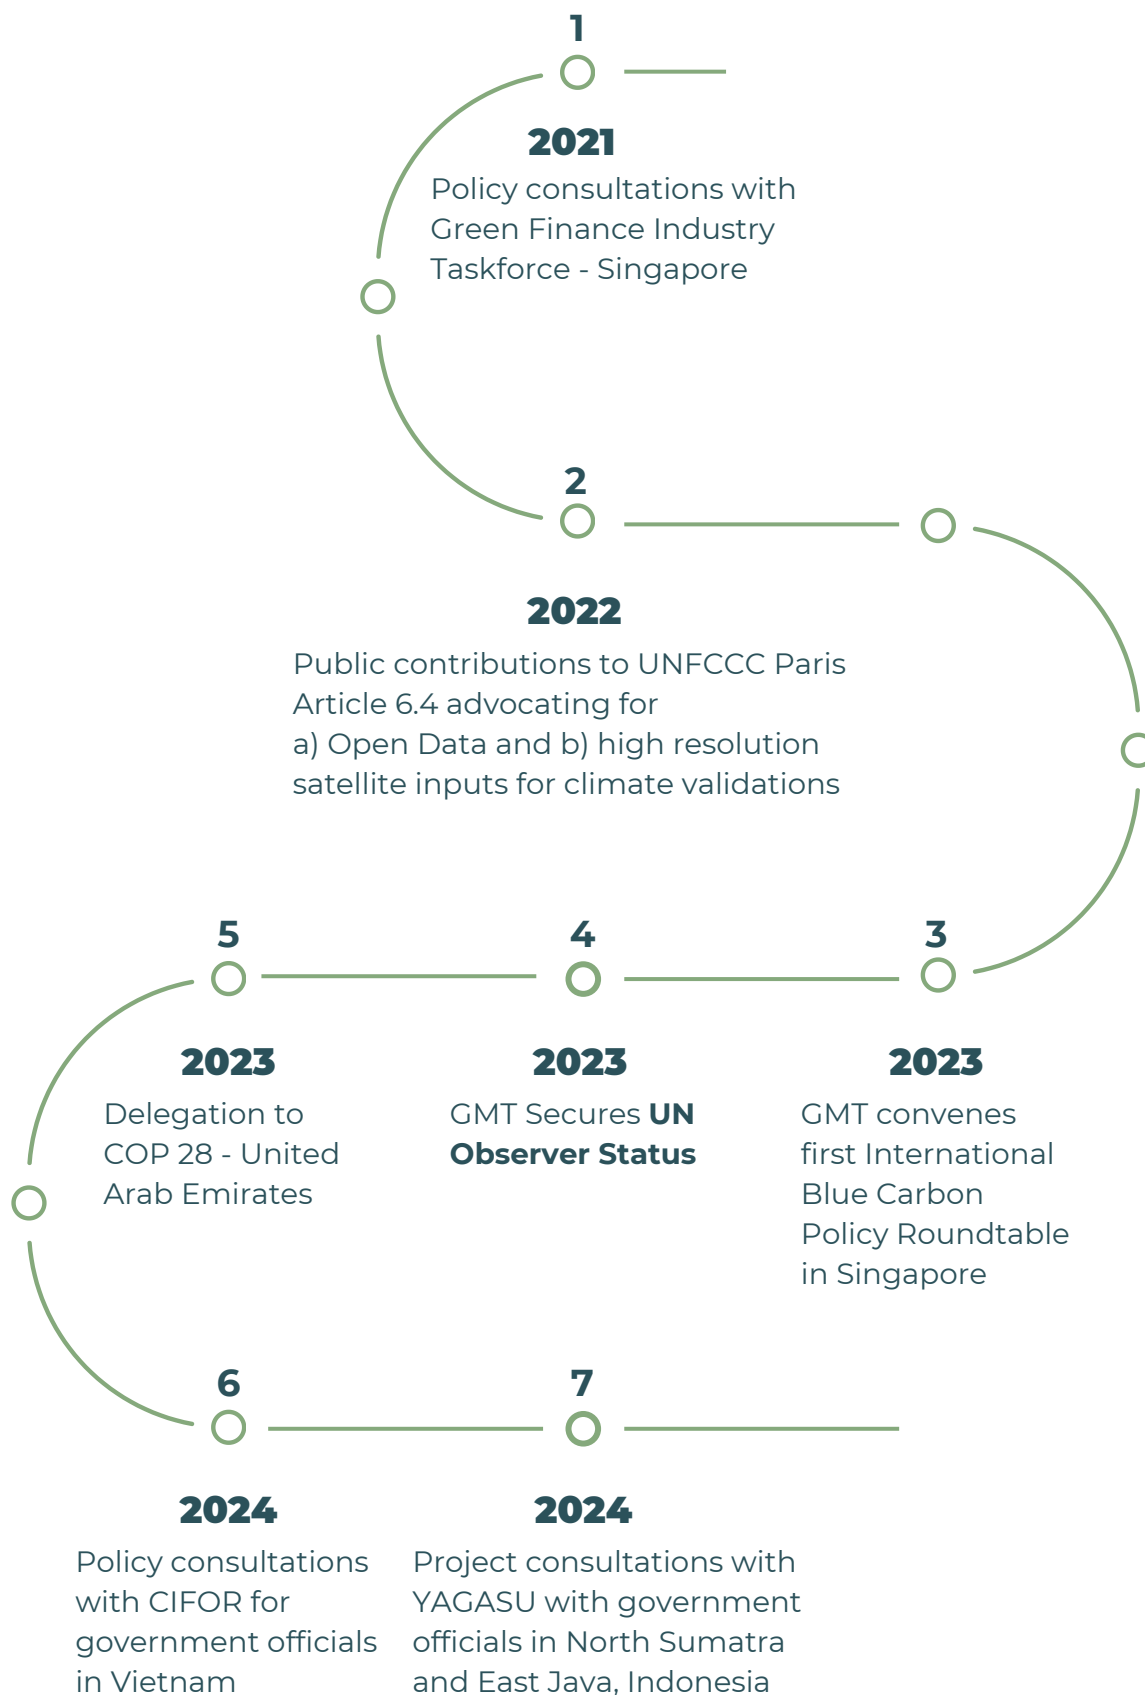 1
2021
Policy consultations with
Green Finance Industry
Taskforce - Singapore
2
2022
Public contributions to UNFCCC Paris
Article 6.4 advocating for
a) Open Data and b) high resolution
satellite inputs for climate validations
3
2023
GMT convenes
first International
Blue Carbon
Policy Roundtable
in Singapore
4
2023
GMT Secures UN
Observer Status
5
2023
Delegation to
COP 28 - United
Arab Emirates
6
2024
Policy consultations
with CIFOR for
government officials
in Vietnam
7
2024
Project consultations with
YAGASU with government
officials in North Sumatra
and East Java, Indonesia